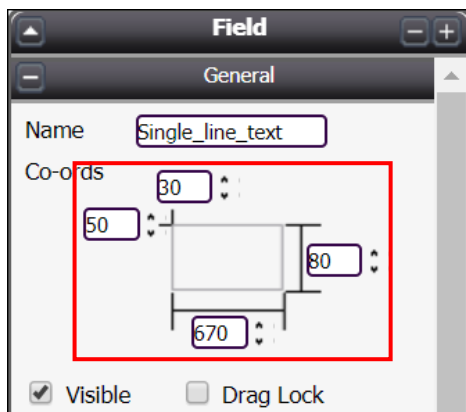 Field
General
Name Single_line_text
Co-ords
30
50
80
670
Visible Drag Lock